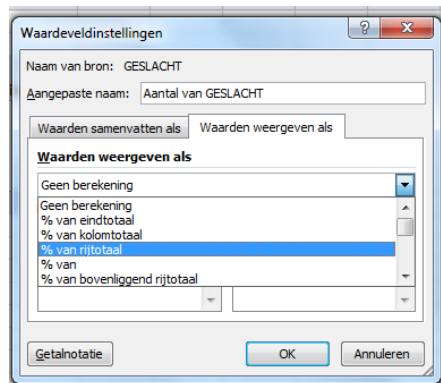 Waardeveldinstellingen
Naam van bron: GESLACHT
Aangepaste naam: Aantal van GESLACHT
Waarden samenvatten als Waarden weergeven als
Waarden weergeven als
Geen berekening
Geen berekening
% van eindtotaal
% van kolomtotaal
% van rijtotaal
% van
% van bovenliggend rijtotaal
Getalnotatie OK Annuleren